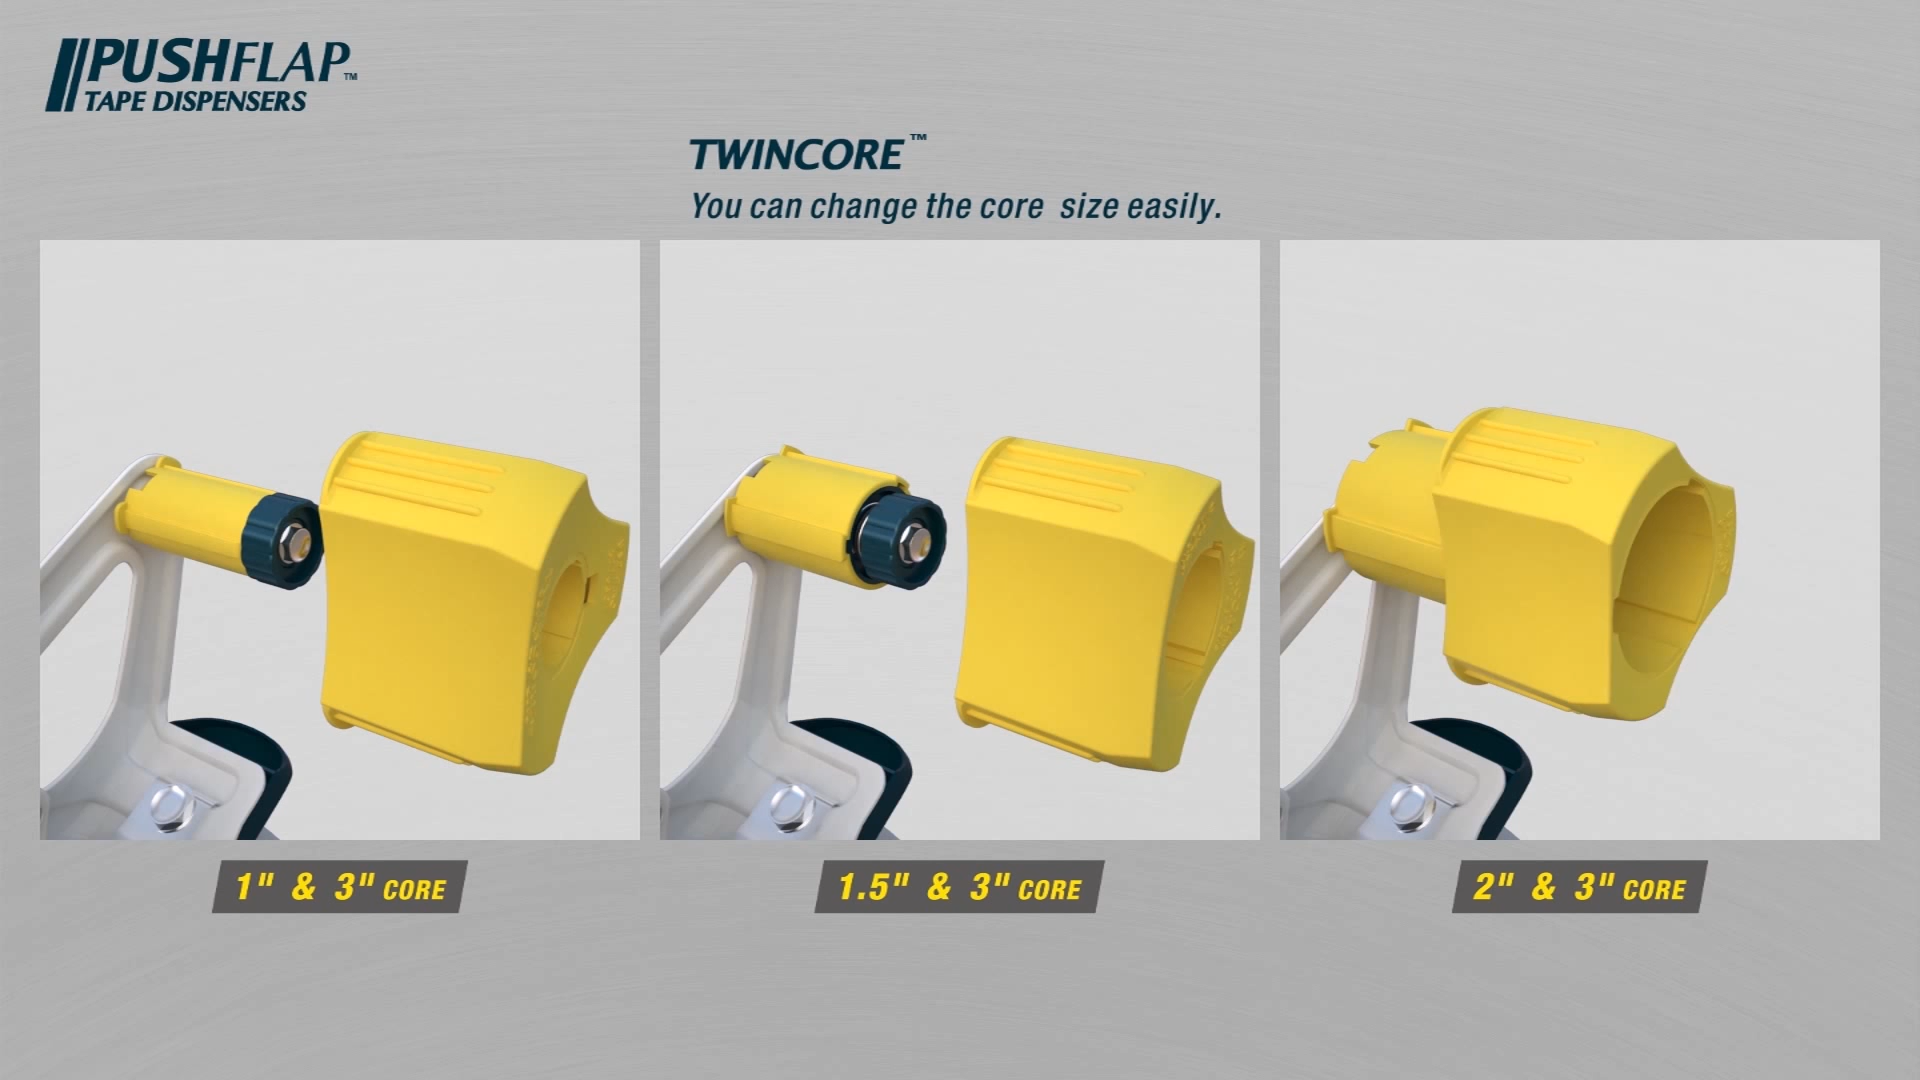 PUSHFLAP™
TAPE DISPENSERS
TWINCORE™
You can change the core size easily.
1" & 3" CORE
1.5" & 3" CORE
2" & 3" CORE